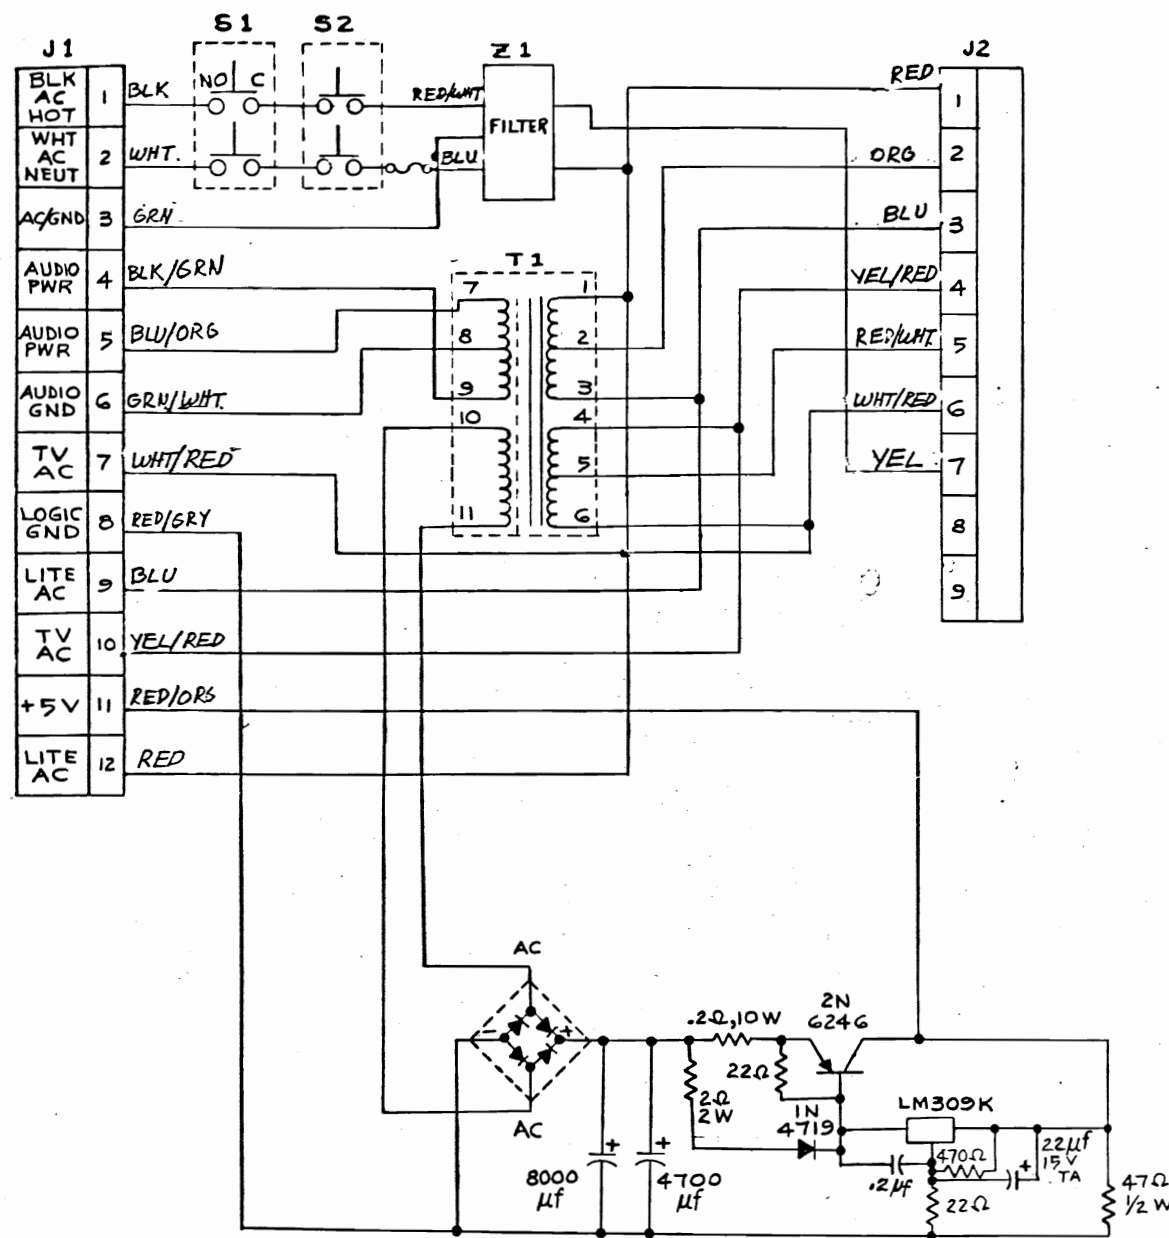 S1
S2
J1
Z1
J2
BLK AC HOT 1 BLK
NO C
RED/WHT
FILTER
RED 1
WHT AC NEUT 2 WHT.
BLU
ORG 2
AC/GND 3 GRN
BLU 3
AUDIO PWR 4 BLK/GRN
T1
YEL/RED 4
AUDIO PWR 5 BLU/ORG
RED/WHT. 5
AUDIO GND 6 GRN/WHT.
WHT/RED 6
TV AC 7 WHT/RED
YEL 7
LOGIC GND 8 RED/GRY
8
LITE AC 9 BLU
9
TV AC 10 YEL/RED
+5V 11 RED/ORG
LITE AC 12 RED
7 1
8 2
9 3
10 4
5
11 6
AC
- +
AC
.2Ω,10W
2N
6246
22Ω
2Ω
2W
1N
4719
LM309K
+
8000
µf
+
4700
µf
.2µf
470Ω
+
22µf
15V
TA
22Ω
47Ω
1/2 W